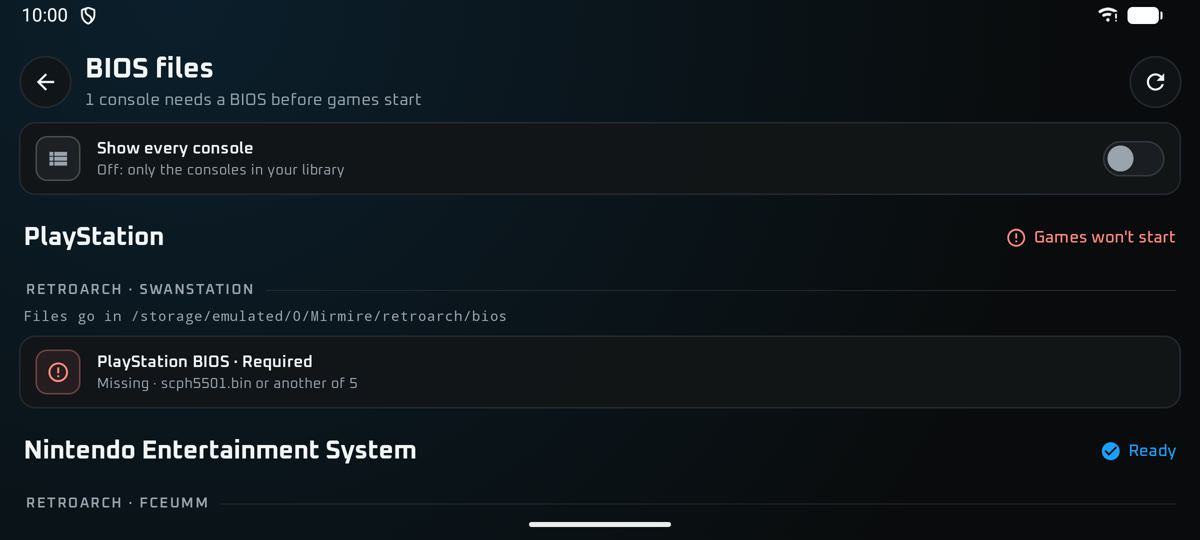 10:00
BIOS files
1 console needs a BIOS before games start
Show every console
Off: only the consoles in your library
PlayStation
Games won't start
RETROARCH · SWANSTATION
Files go in /storage/emulated/0/Mirmire/retroarch/bios
PlayStation BIOS · Required
Missing · scph5501.bin or another of 5
Nintendo Entertainment System
Ready
RETROARCH · FCEUMM